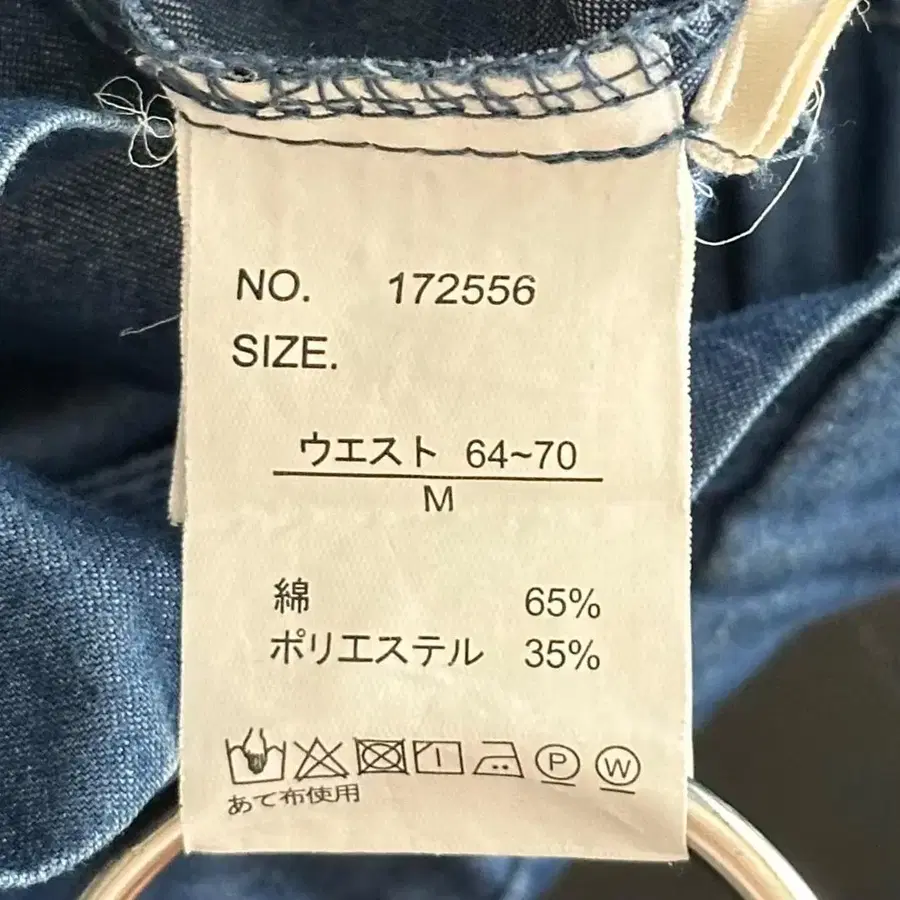 NO. 172556
SIZE.
ウエスト 64~70
M
綿 65%
ポリエステル 35%
P W
あて布使用